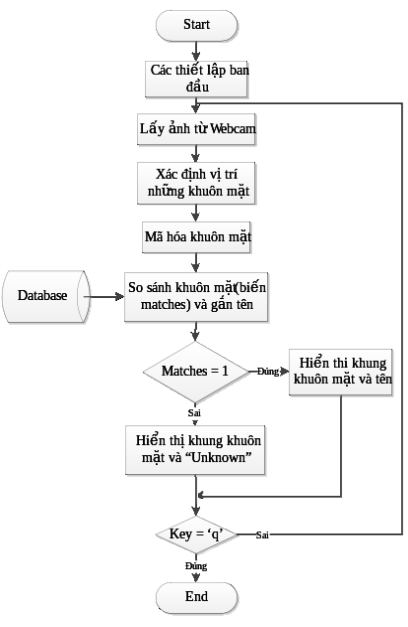 Start
Các thiết lập ban
đầu
Lấy ảnh từ Webcam
Xác định vị trí
những khuôn mặt
Mã hóa khuôn mặt
Database
So sánh khuôn mặt(biến
matches) và gắn tên
Matches = 1
Đúng
Hiển thi khung
khuôn mặt và tên
Sai
Hiển thị khung khuôn
mặt và “Unknown”
Key = ‘q’
Sai
Đúng
End